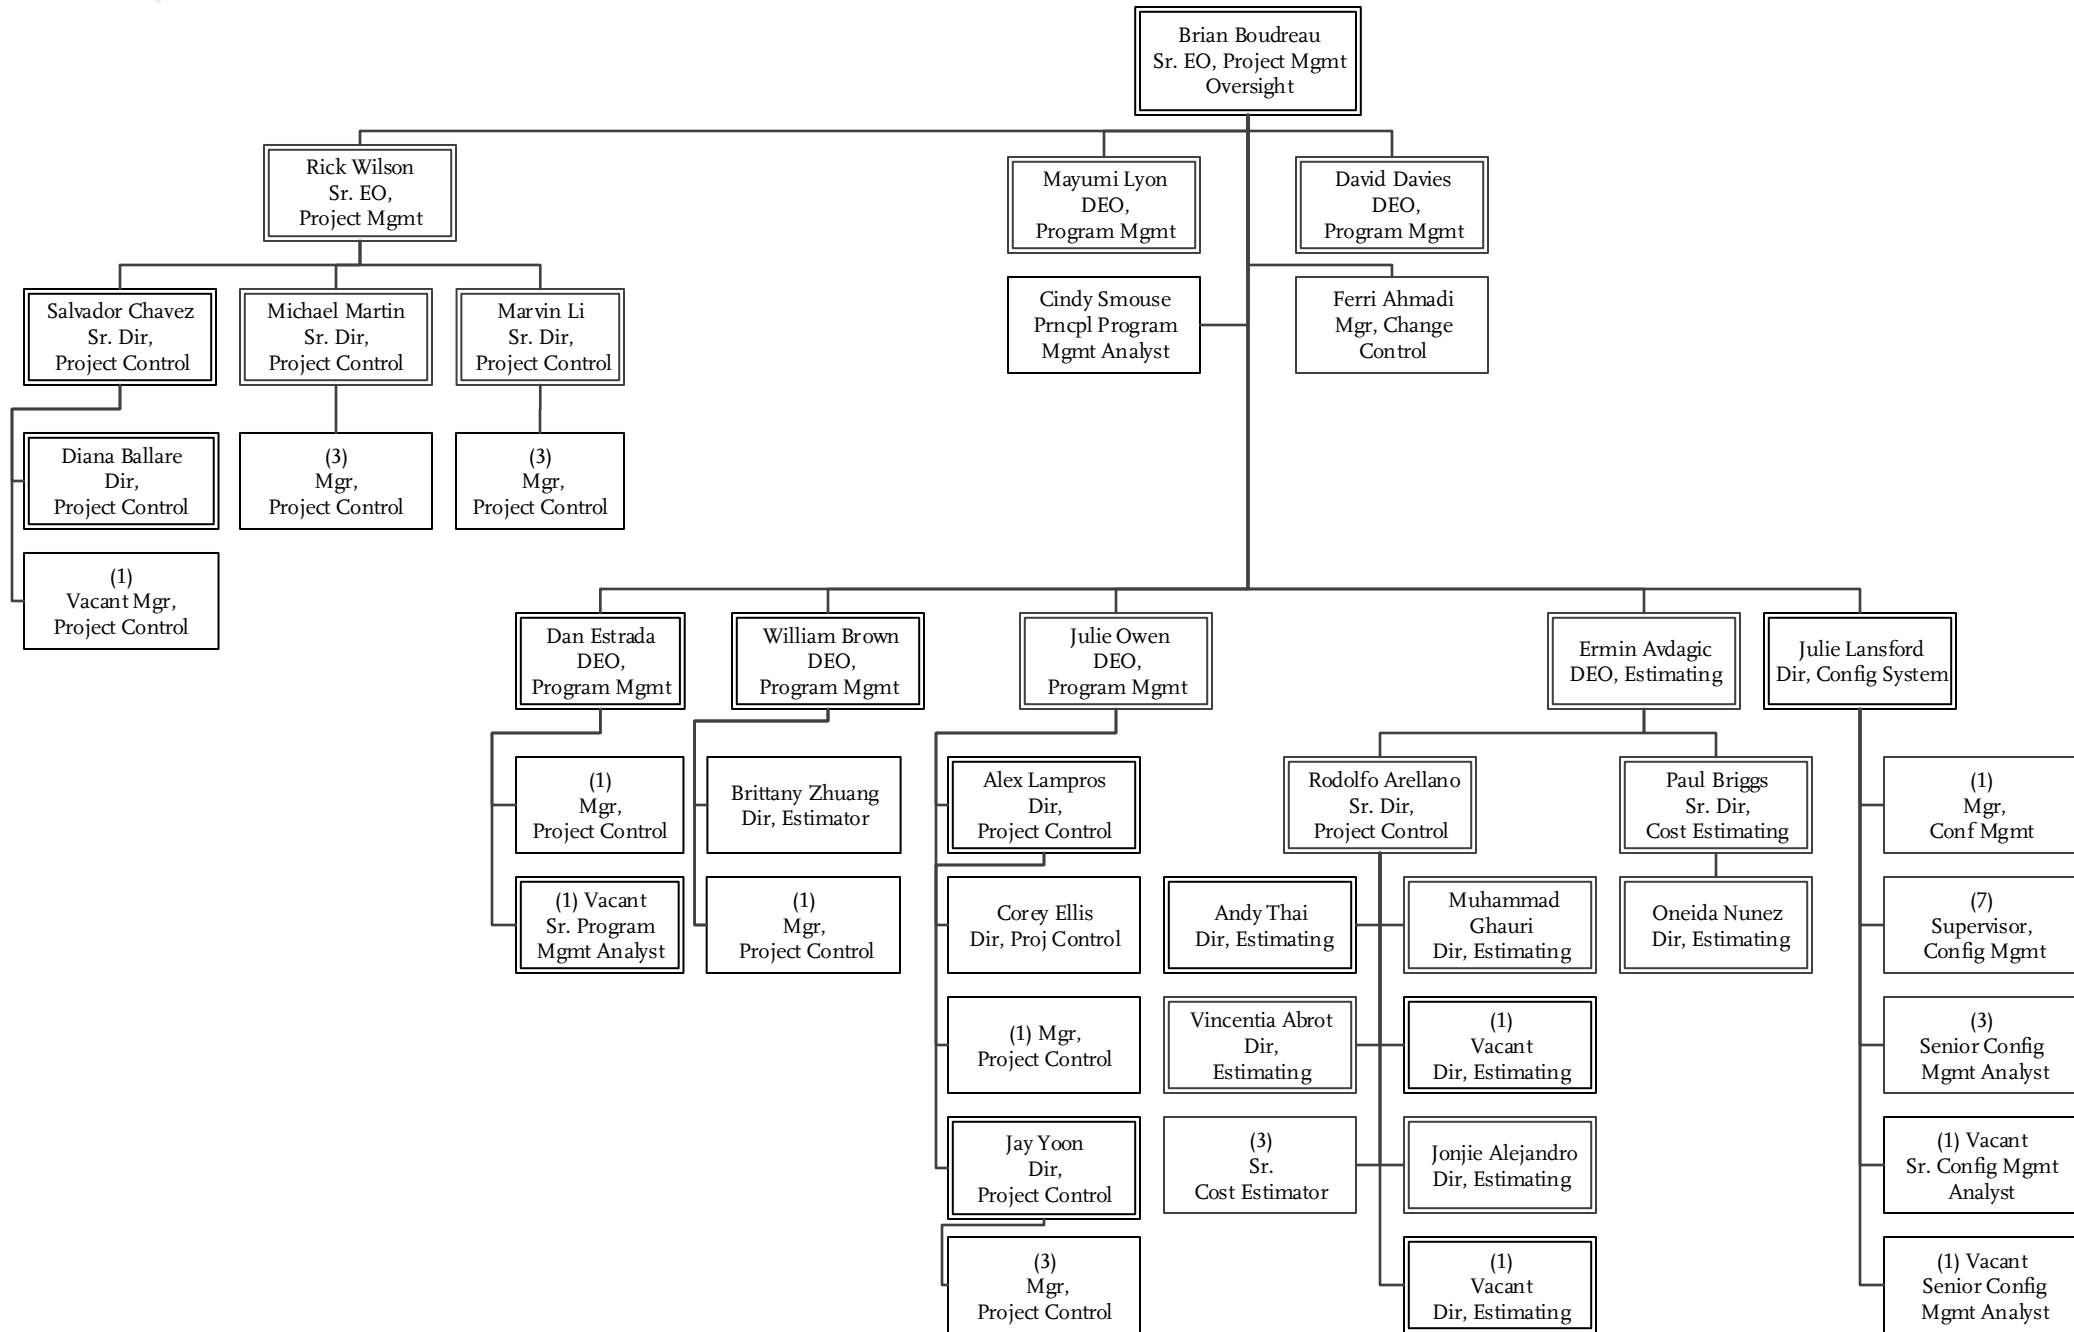 Brian Boudreau
Sr. EO, Project Mgmt
Oversight
Rick Wilson
Sr. EO,
Project Mgmt
Mayumi Lyon
DEO,
Program Mgmt
David Davies
DEO,
Program Mgmt
Salvador Chavez
Sr. Dir,
Project Control
Michael Martin
Sr. Dir,
Project Control
Marvin Li
Sr. Dir,
Project Control
Cindy Smouse
Prncpl Program
Mgmt Analyst
Ferri Ahmadi
Mgr, Change
Control
Diana Ballare
Dir,
Project Control
(3)
Mgr,
Project Control
(3)
Mgr,
Project Control
(1)
Vacant Mgr,
Project Control
Dan Estrada
DEO,
Program Mgmt
William Brown
DEO,
Program Mgmt
Julie Owen
DEO,
Program Mgmt
Ermin Avdagic
DEO, Estimating
Julie Lansford
Dir, Config System
(1)
Mgr,
Project Control
Brittany Zhuang
Dir, Estimator
Alex Lampros
Dir,
Project Control
Rodolfo Arellano
Sr. Dir,
Project Control
Paul Briggs
Sr. Dir,
Cost Estimating
(1)
Mgr,
Conf Mgmt
(1) Vacant
Sr. Program
Mgmt Analyst
(1)
Mgr,
Project Control
Corey Ellis
Dir, Proj Control
Andy Thai
Dir, Estimating
Muhammad
Ghauri
Dir, Estimating
Oneida Nunez
Dir, Estimating
(7)
Supervisor,
Config Mgmt
(1) Mgr,
Project Control
Vincentia Abrot
Dir,
Estimating
(1)
Vacant
Dir, Estimating
(3)
Senior Config
Mgmt Analyst
Jay Yoon
Dir,
Project Control
(3)
Sr.
Cost Estimator
Jonjie Alejandro
Dir, Estimating
(1) Vacant
Sr. Config Mgmt
Analyst
(3)
Mgr,
Project Control
(1)
Vacant
Dir, Estimating
(1) Vacant
Senior Config
Mgmt Analyst